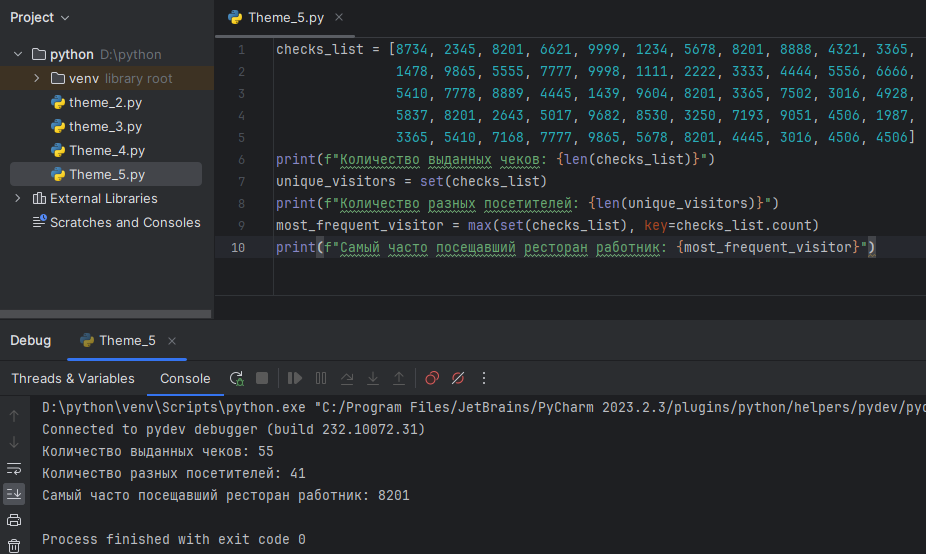 Project
Theme_5.py
python D:\python
venv library root
theme_2.py
theme_3.py
Theme_4.py
Theme_5.py
External Libraries
Scratches and Consoles
1 checks_list = [8734, 2345, 8201, 6621, 9999, 1234, 5678, 8201, 8888, 4321, 3365,
2 1478, 9865, 5555, 7777, 9998, 1111, 2222, 3333, 4444, 5556, 6666,
3 5410, 7778, 8889, 4445, 1439, 9604, 8201, 3365, 7502, 3016, 4928,
4 5837, 8201, 2643, 5017, 9682, 8530, 3250, 7193, 9051, 4506, 1987,
5 3365, 5410, 7168, 7777, 9865, 5678, 8201, 4445, 3016, 4506, 4506]
6 print(f"Количество выданных чеков: {len(checks_list)}")
7 unique_visitors = set(checks_list)
8 print(f"Количество разных посетителей: {len(unique_visitors)}")
9 most_frequent_visitor = max(set(checks_list), key=checks_list.count)
10 print(f"Самый часто посещавший ресторан работник: {most_frequent_visitor}")
Debug Theme_5
Threads & Variables Console
D:\python\venv\Scripts\python.exe "C:/Program Files/JetBrains/PyCharm 2023.2.3/plugins/python/helpers/pydev/
Connected to pydev debugger (build 232.10072.31)
Количество выданных чеков: 55
Количество разных посетителей: 41
Самый часто посещавший ресторан работник: 8201
Process finished with exit code 0